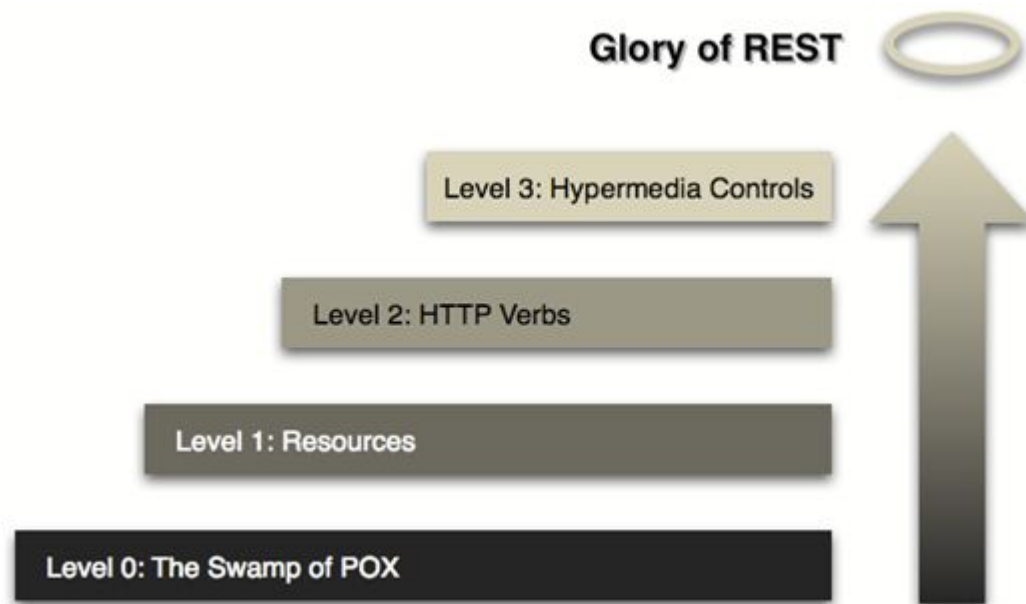 Glory of REST
Level 3: Hypermedia Controls
Level 2: HTTP Verbs
Level 1: Resources
Level 0: The Swamp of POX